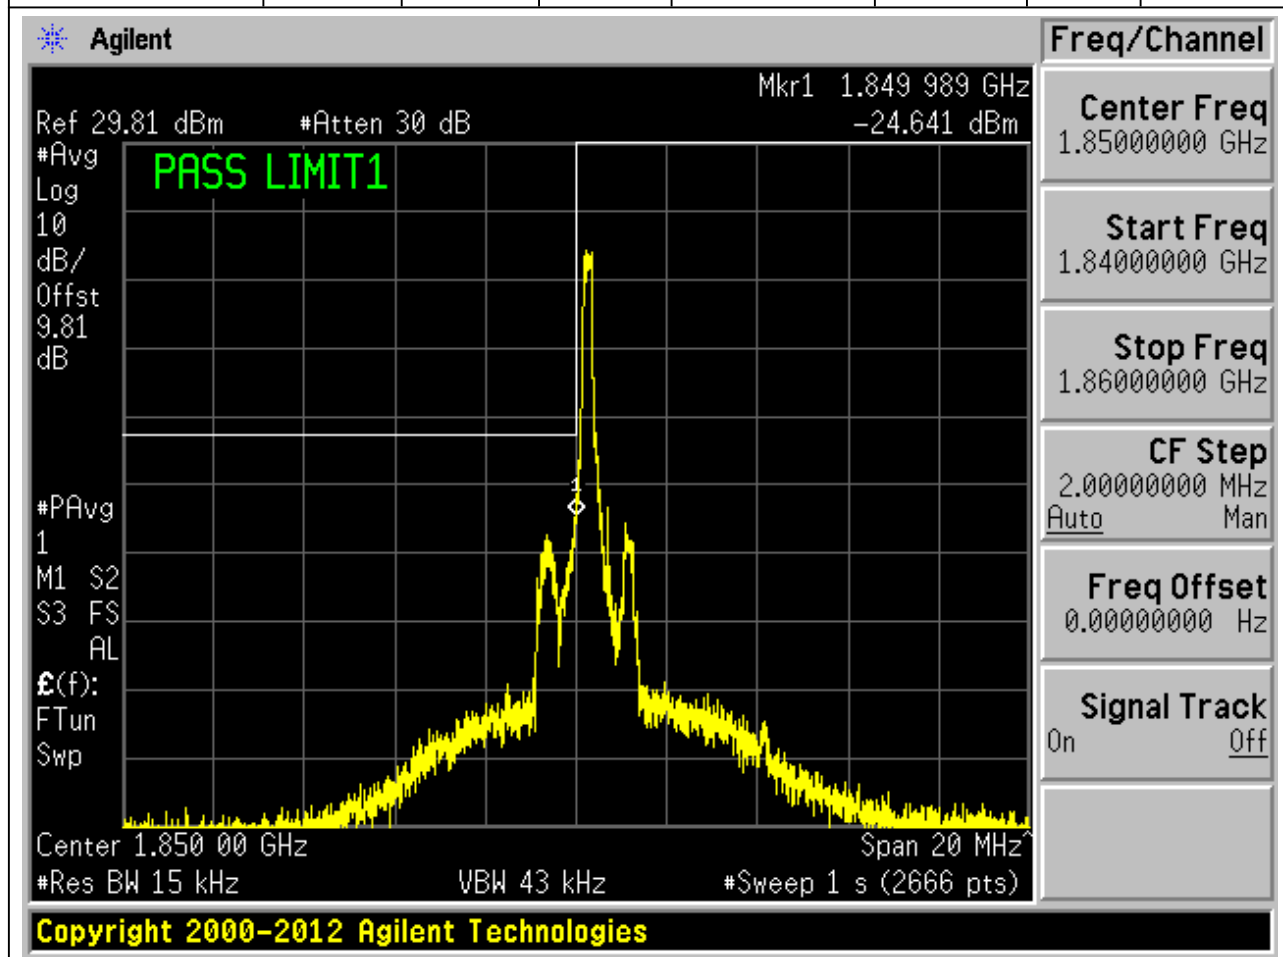 Agilent
Freq/Channel
Mkr1 1.849 989 GHz
Ref 29.81 dBm #Atten 30 dB -24.641 dBm
#Avg
Log
10
dB/
Offst
9.81
dB
PASS LIMIT1
1
#PAvg
1
M1 S2
S3 FS
AL
£(f):
FTun
Swp
Center 1.850 00 GHz Span 20 MHz^
#Res BW 15 kHz VBW 43 kHz #Sweep 1 s (2666 pts)
Copyright 2000-2012 Agilent Technologies
Center Freq
1.85000000 GHz
Start Freq
1.84000000 GHz
Stop Freq
1.86000000 GHz
CF Step
2.00000000 MHz
Auto Man
Freq Offset
0.00000000 Hz
Signal Track
On Off